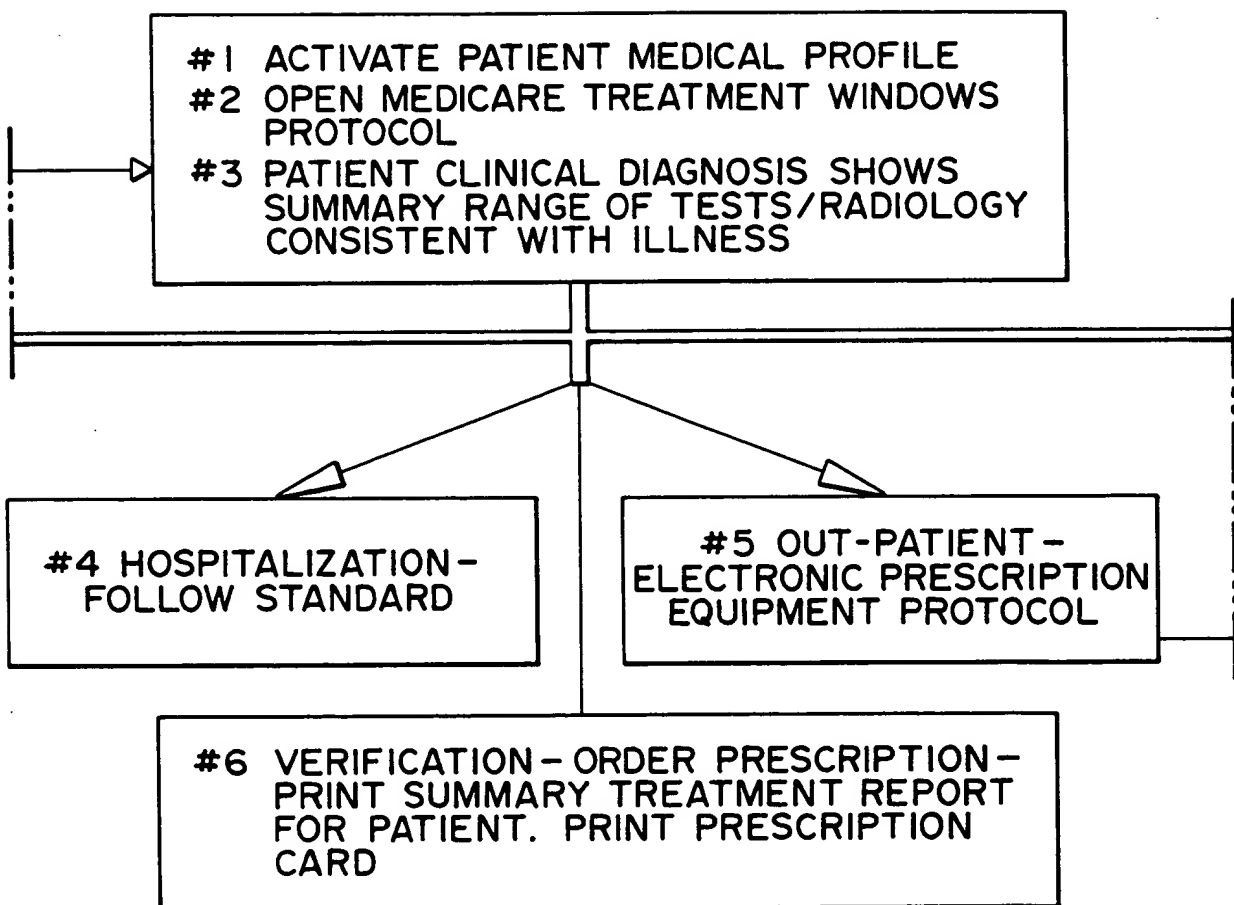 #1 ACTIVATE PATIENT MEDICAL PROFILE
#2 OPEN MEDICARE TREATMENT WINDOWS
PROTOCOL
#3 PATIENT CLINICAL DIAGNOSIS SHOWS
SUMMARY RANGE OF TESTS/RADIOLOGY
CONSISTENT WITH ILLNESS
#4 HOSPITALIZATION-
FOLLOW STANDARD
#5 OUT-PATIENT-
ELECTRONIC PRESCRIPTION
EQUIPMENT PROTOCOL
#6 VERIFICATION-ORDER PRESCRIPTION-
PRINT SUMMARY TREATMENT REPORT
FOR PATIENT. PRINT PRESCRIPTION
CARD